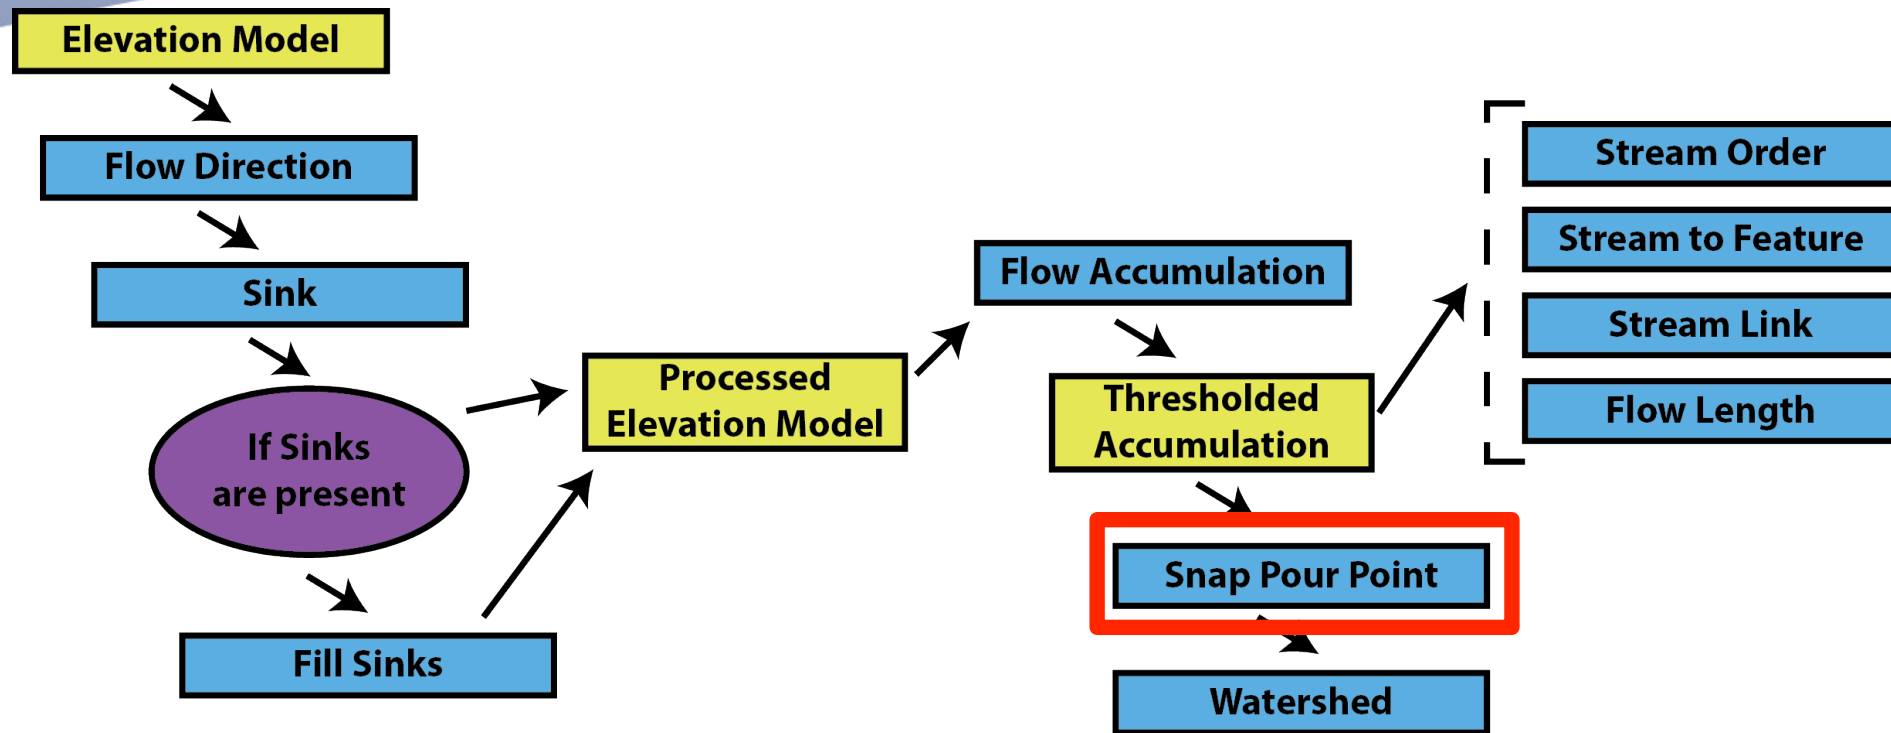 Elevation Model
Flow Direction
Sink
If Sinks
are present
Fill Sinks
Processed
Elevation Model
Flow Accumulation
Thresholded
Accumulation
Snap Pour Point
Watershed
Stream Order
Stream to Feature
Stream Link
Flow Length